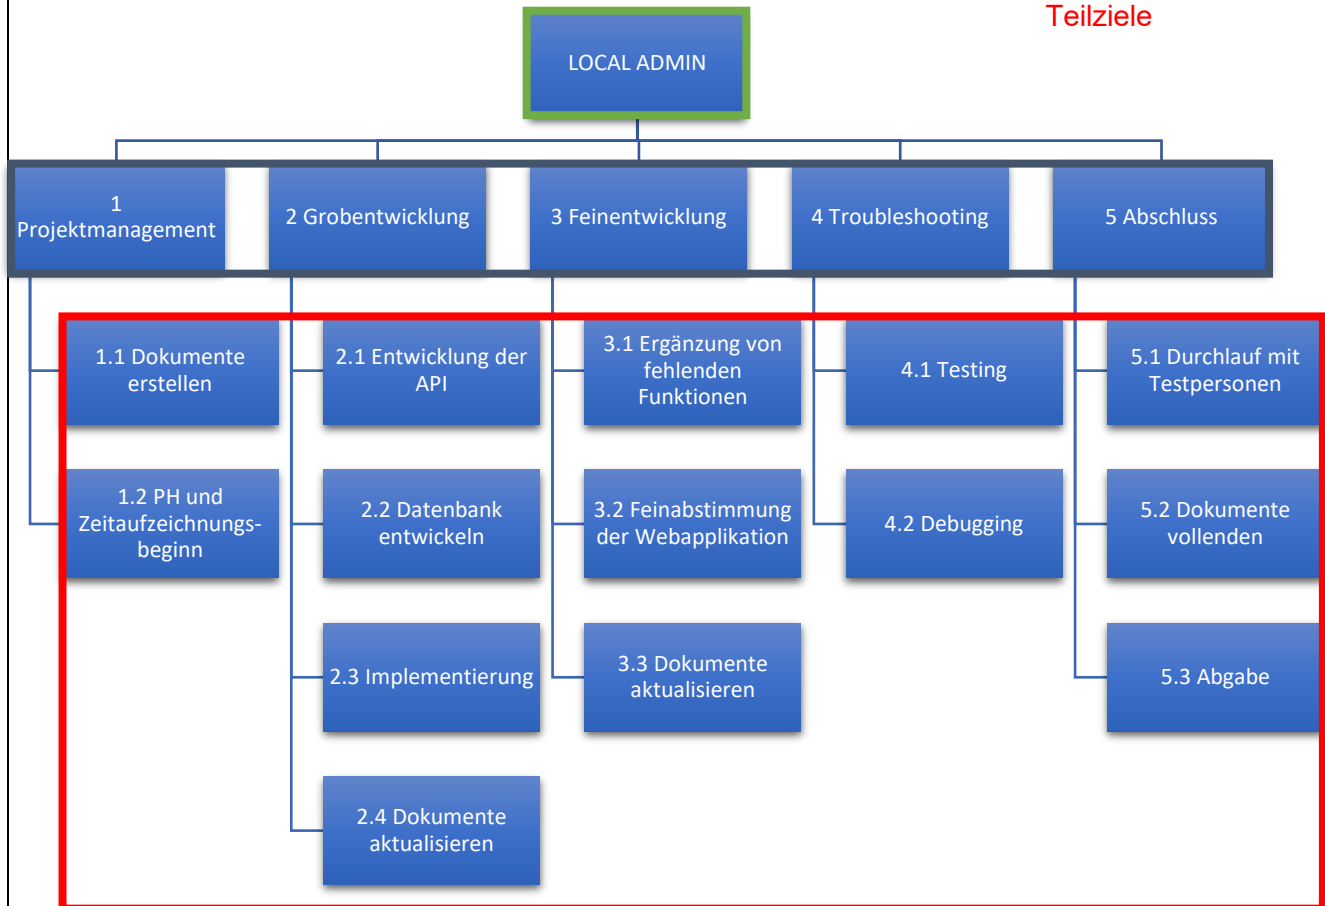 Teilziele
LOCAL ADMIN
1
Projektmanagement
2 Grobentwicklung
3 Feinentwicklung
4 Troubleshooting
5 Abschluss
1.1 Dokumente
erstellen
2.1 Entwicklung der
API
3.1 Ergänzung von
fehlenden
Funktionen
4.1 Testing
5.1 Durchlauf mit
Testpersonen
1.2 PH und
Zeitaufzeichnungs-
beginn
2.2 Datenbank
entwickeln
3.2 Feinabstimmung
der Webapplikation
4.2 Debugging
5.2 Dokumente
vollenden
2.3 Implementierung
3.3 Dokumente
aktualisieren
5.3 Abgabe
2.4 Dokumente
aktualisieren